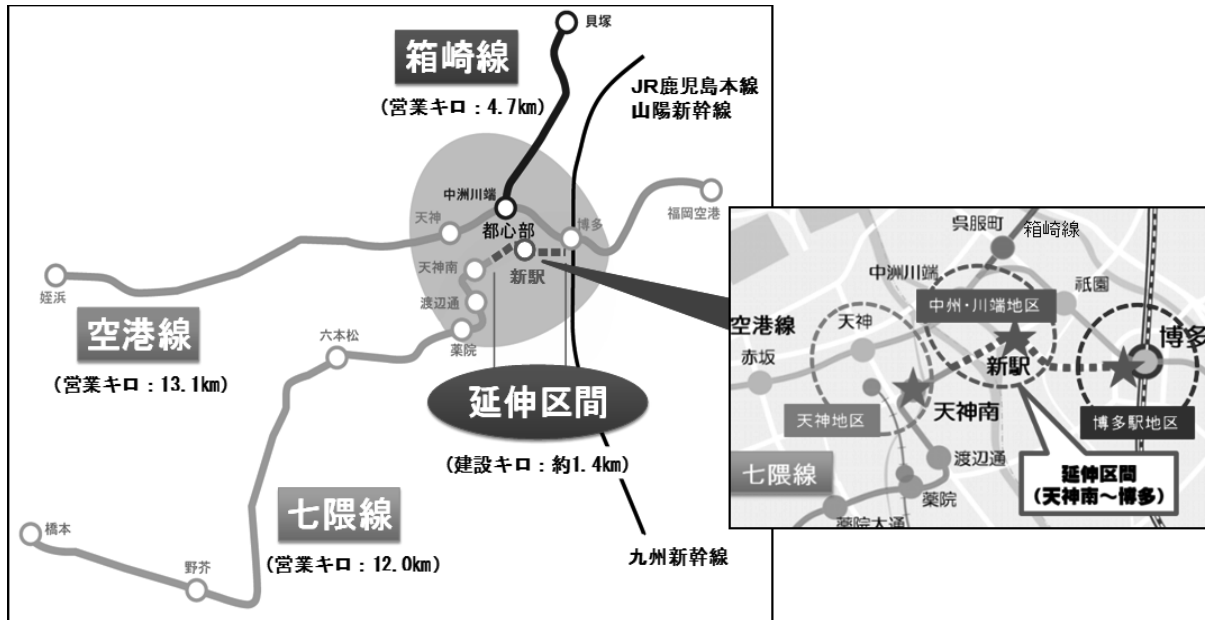 貝塚
箱崎線
(営業キロ：4.7km)
JR鹿児島本線
山陽新幹線
中洲川端
福岡空港
天神
都心部
博多
天神南
新駅
姪浜
渡辺通
空港線
六本松
薬院
(営業キロ：13.1km)
延伸区間
(建設キロ：約1.4km)
七隈線
橋本
(営業キロ：12.0km)
九州新幹線
野芥
呉服町
箱崎線
中洲川端
祇園
中州・川端地区
空港線
天神
博多
赤坂
新駅
天神南
天神地区
博多駅地区
渡辺通
延伸区間
(天神南～博多)
七隈線
薬院
薬院大通